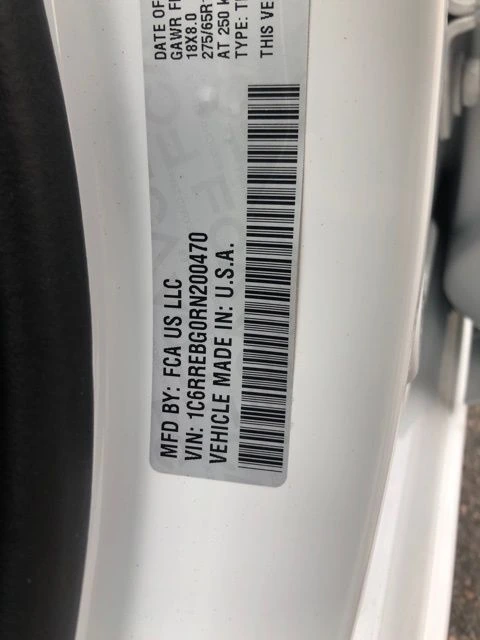 DATE OF
GAWR
18X8.0
275/65R1
AT 250
TYPE:
THIS VE
MFD BY: FCA US LLC
VIN: 1C6RREBG0RN200470
VEHICLE MADE IN: U.S.A.